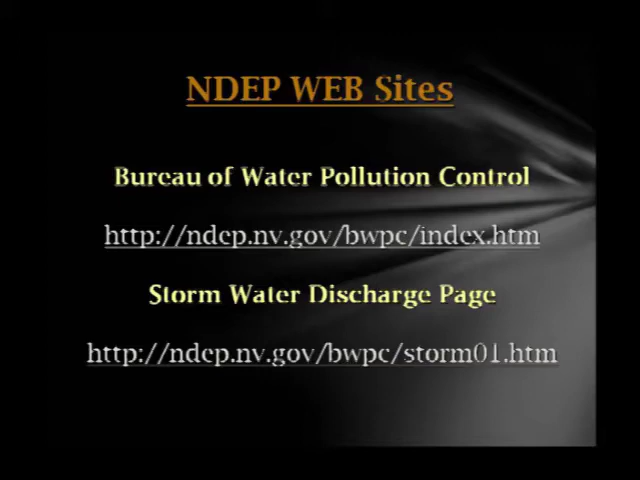 NDEP WEB Sites
Bureau of Water Pollution Control
http://ndep.nv.gov/bwpc/index.htm
Storm Water Discharge Page
http://ndep.nv.gov/bwpc/storm01.htm